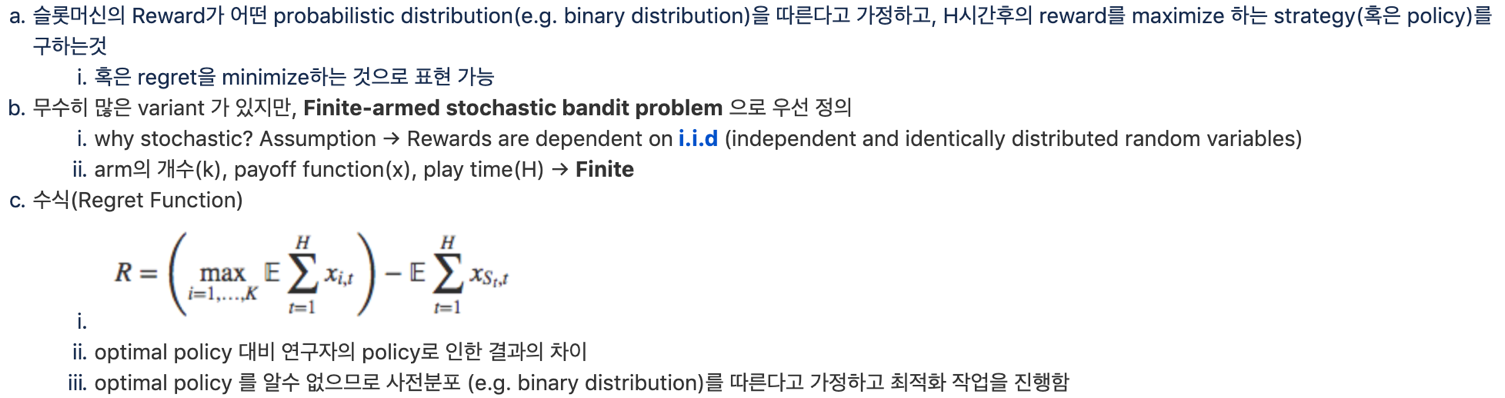 a. 슬롯머신의 Reward가 어떤 probabilistic distribution(e.g. binary distribution)을 따른다고 가정하고, H시간후의 reward를 maximize 하는 strategy(혹은 policy)를
구하는것
i. 혹은 regret을 minimize하는 것으로 표현 가능
b. 무수히 많은 variant 가 있지만, Finite-armed stochastic bandit problem 으로 우선 정의
i. why stochastic? Assumption → Rewards are dependent on i.i.d (independent and identically distributed random variables)
ii. arm의 개수(k), payoff function(x), play time(H) → Finite
c. 수식(Regret Function)
i. R = ( max_{i=1,…,K} 𝔼 ∑_{t=1}^{H} x_{i,t} ) − 𝔼 ∑_{t=1}^{H} x_{S_t,t}
ii. optimal policy 대비 연구자의 policy로 인한 결과의 차이
iii. optimal policy 를 알수 없으므로 사전분포 (e.g. binary distribution)를 따른다고 가정하고 최적화 작업을 진행함